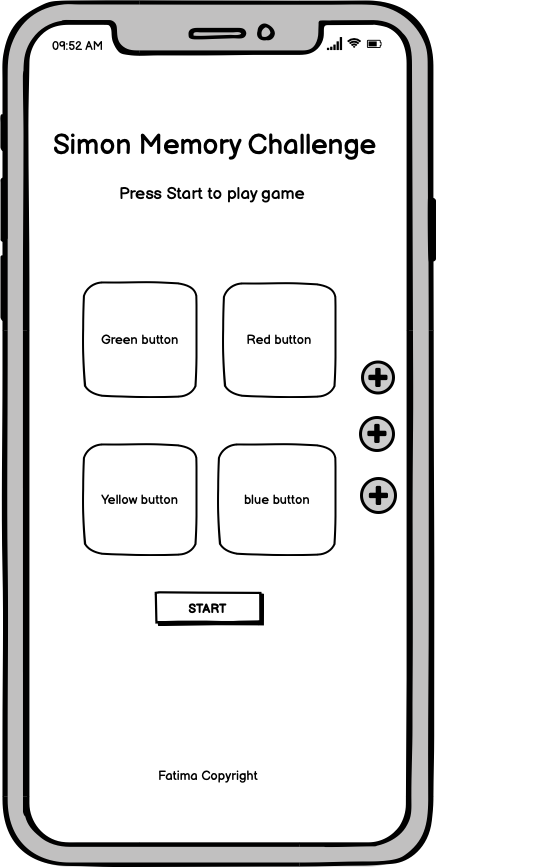 09:52 AM
Simon Memory Challenge
Press Start to play game
Green button
Red button
Yellow button
blue button
START
Fatima Copyright